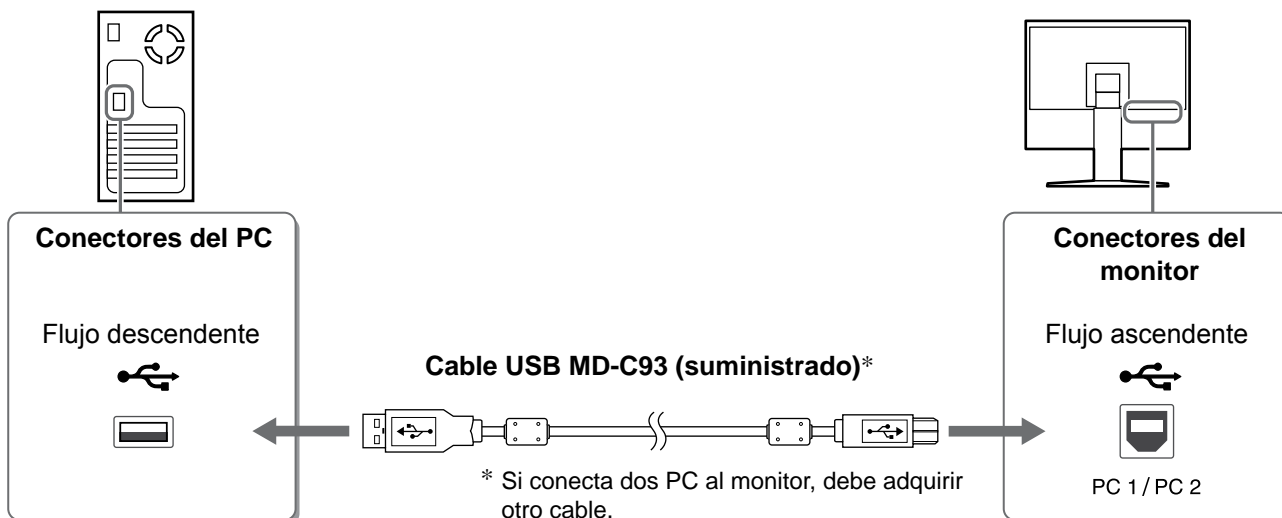 Conectores del PC
Flujo descendente
Cable USB MD-C93 (suministrado)*
* Si conecta dos PC al monitor, debe adquirir
otro cable.
Conectores del
monitor
Flujo ascendente
PC 1 / PC 2